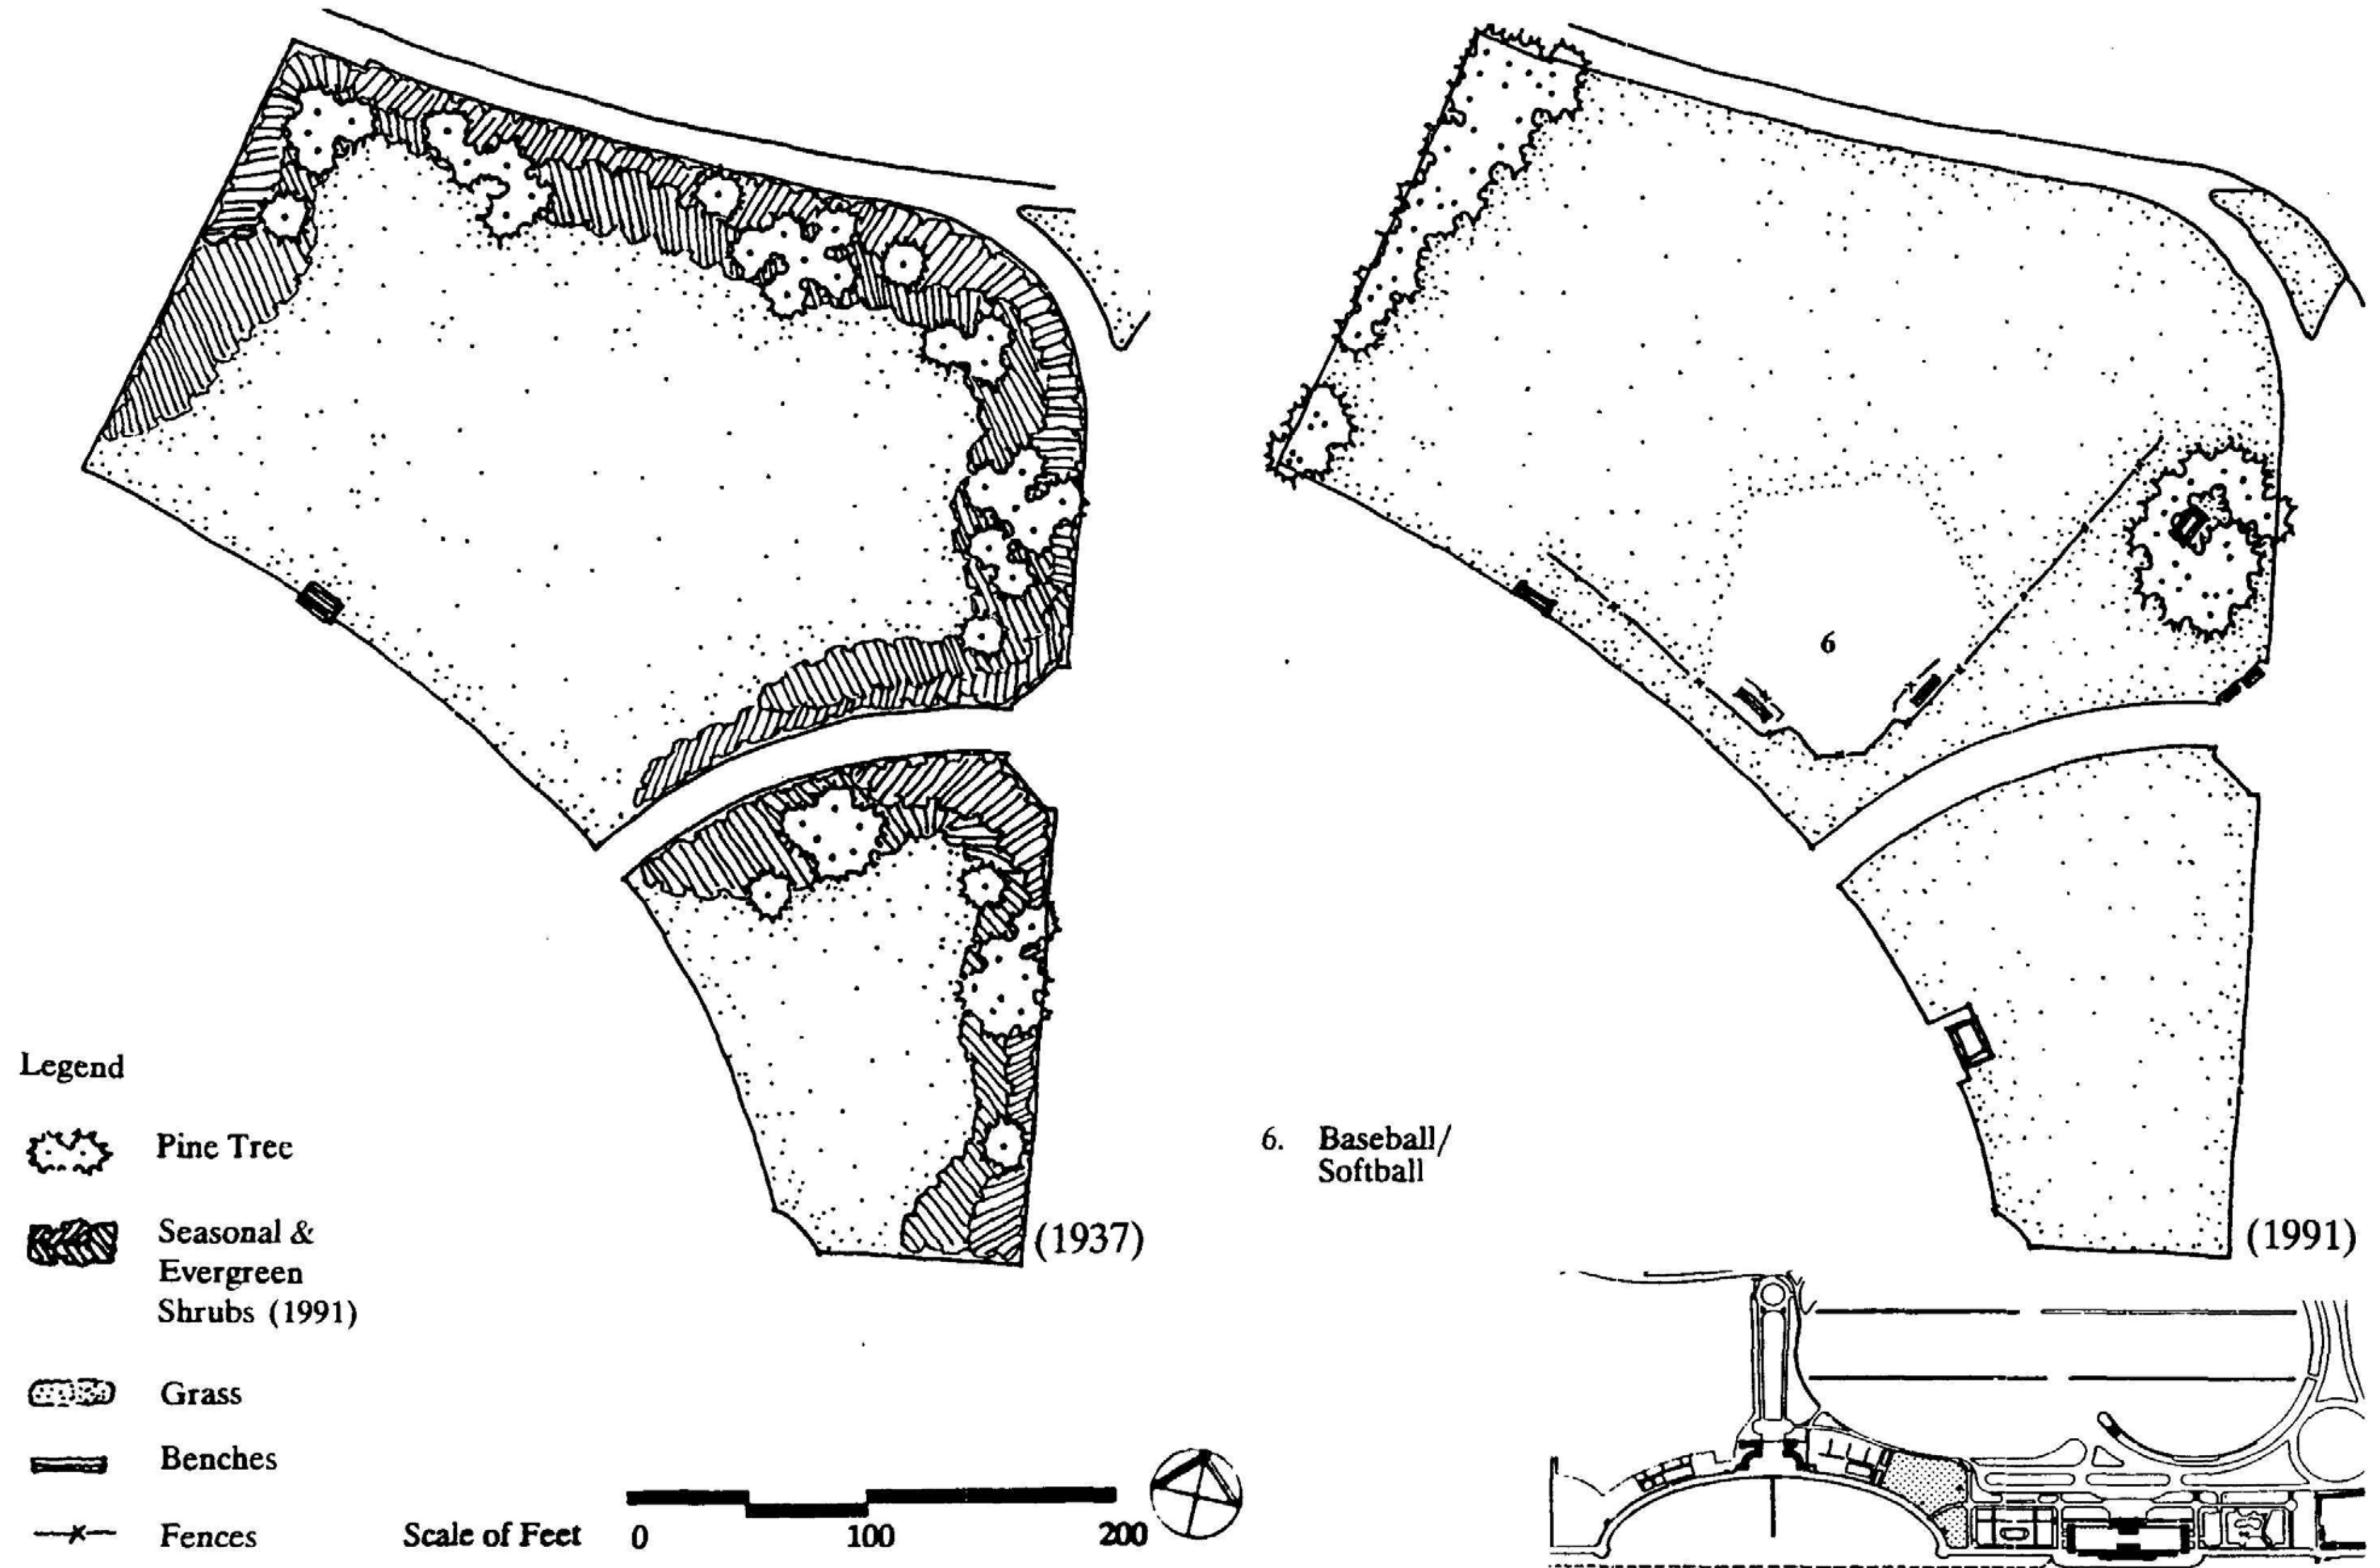 6
Legend
Pine Tree
Seasonal &
Evergreen
Shrubs (1991)
Grass
Benches
Fences
Scale of Feet
0 100 200
(1937)
6. Baseball/
Softball
(1991)